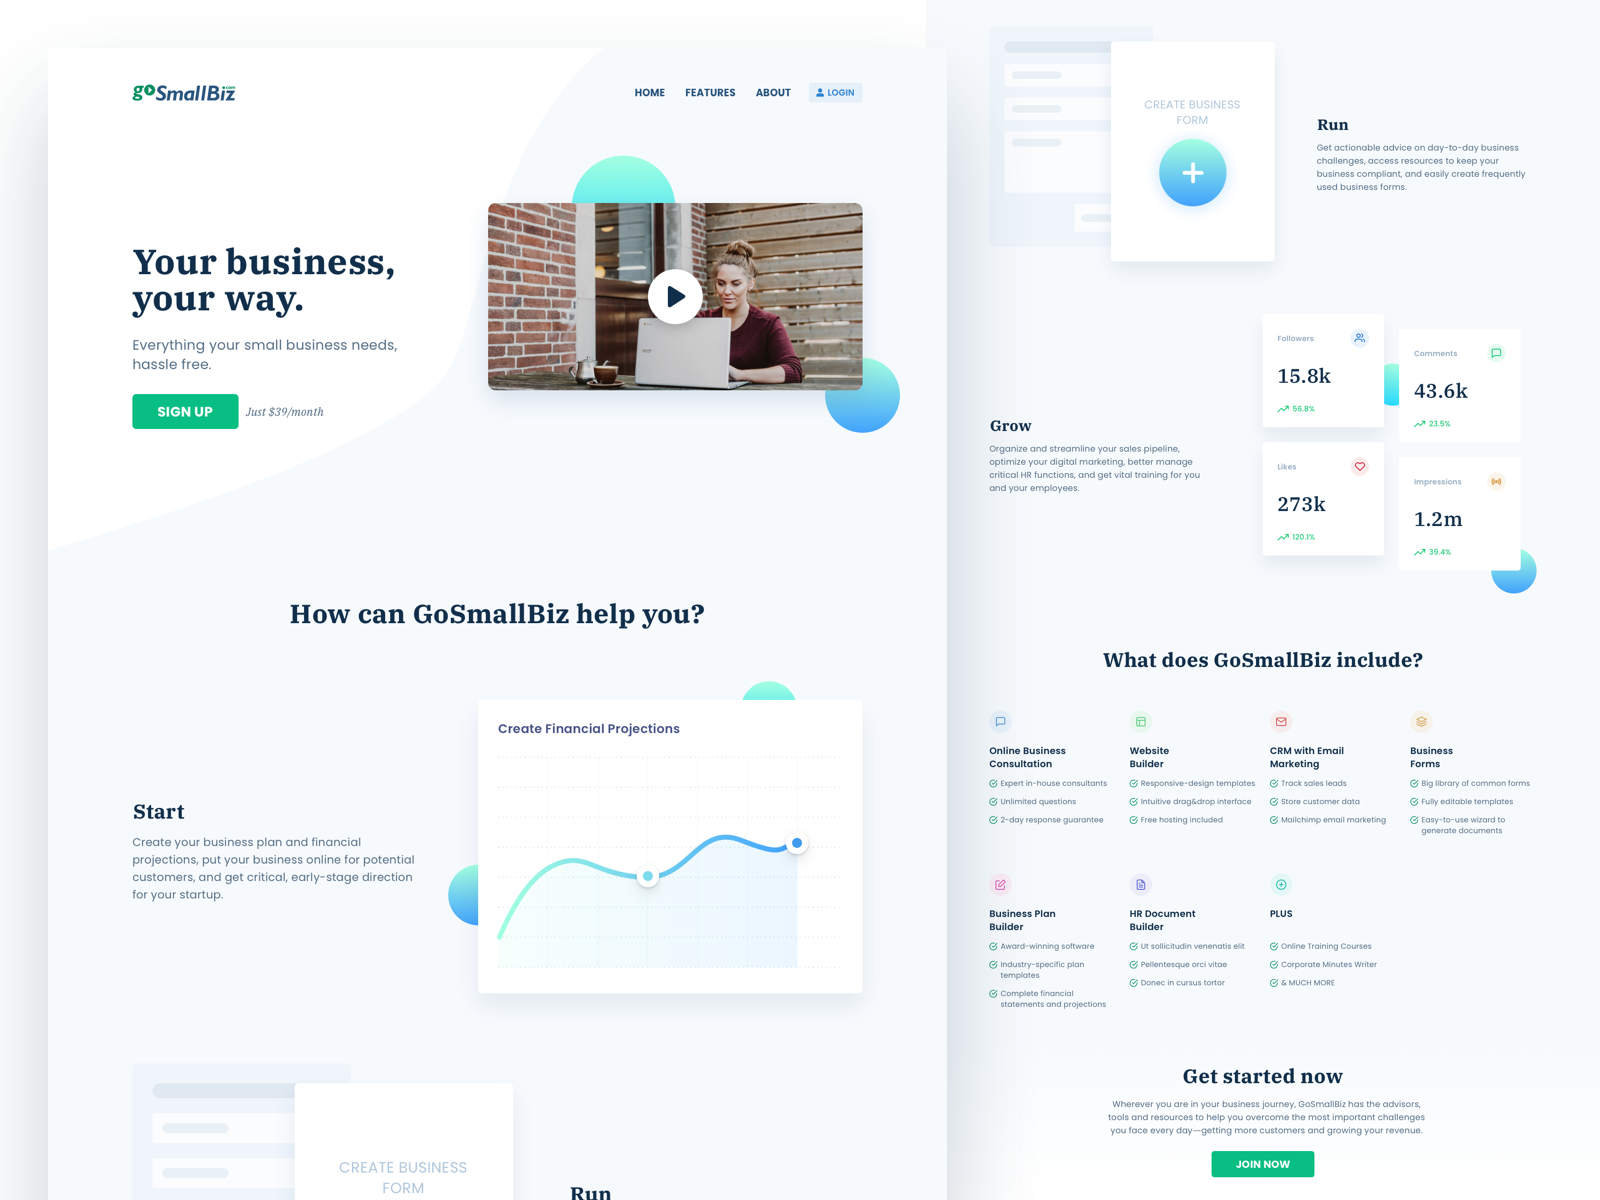 goSmallBiz.com
HOME FEATURES ABOUT LOGIN
Your business,
your way.
Everything your small business needs,
hassle free.
SIGN UP Just $39/month
How can GoSmallBiz help you?
Create Financial Projections
Start
Create your business plan and financial
projections, put your business online for potential
customers, and get critical, early-stage direction
for your startup.
CREATE BUSINESS
FORM
Run
CREATE BUSINESS
FORM
Run
Get actionable advice on day-to-day business
challenges, access resources to keep your
business compliant, and easily create frequently
used business forms.
Grow
Organize and streamline your sales pipeline,
optimize your digital marketing, better manage
critical HR functions, and get vital training for you
and your employees.
Followers
15.8k
56.8%
Comments
43.6k
23.5%
Likes
273k
120.1%
Impressions
1.2m
39.4%
What does GoSmallBiz include?
Online Business
Consultation
Expert in-house consultants
Unlimited questions
2-day response guarantee
Website
Builder
Responsive-design templates
Intuitive drag&drop interface
Free hosting included
CRM with Email
Marketing
Track sales leads
Store customer data
Mailchimp email marketing
Business
Forms
Big library of common forms
Fully editable templates
Easy-to-use wizard to
generate documents
Business Plan
Builder
Award-winning software
Industry-specific plan
templates
Complete financial
statements and projections
HR Document
Builder
Ut sollicitudin venenatis elit
Pellentesque orci vitae
Donec in cursus tortor
PLUS
Online Training Courses
Corporate Minutes Writer
& MUCH MORE
Get started now
Wherever you are in your business journey, GoSmallBiz has the advisors,
tools and resources to help you overcome the most important challenges
you face every day—getting more customers and growing your revenue.
JOIN NOW